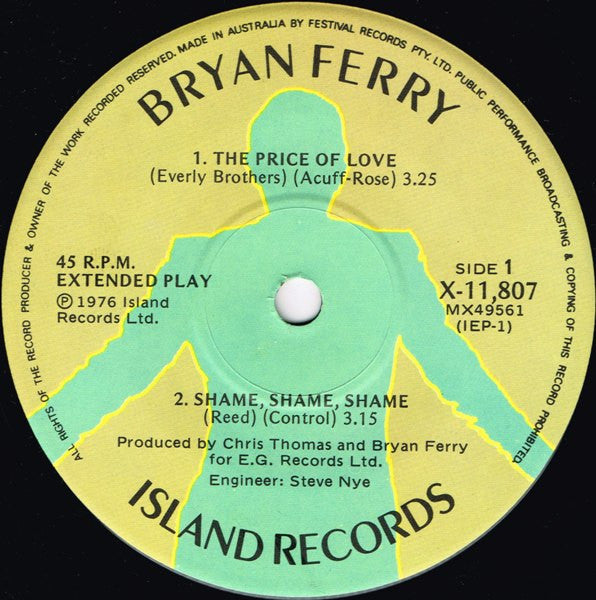 ALL RIGHTS OF THE RECORD PRODUCER & OWNER OF THE WORK RECORDED RESERVED. MADE IN AUSTRALIA BY FESTIVAL RECORDS PTY. LTD. PUBLIC PERFORMANCE BROADCASTING & COPYING OF THIS RECORD PROHIBITED.
BRYAN FERRY
1. THE PRICE OF LOVE
(Everly Brothers) (Acuff-Rose) 3.25
45 R.P.M.
EXTENDED PLAY
℗ 1976 Island
Records Ltd.
SIDE 1
X-11,807
MX49561
(IEP-1)
2. SHAME, SHAME, SHAME
(Reed) (Control) 3.15
Produced by Chris Thomas and Bryan Ferry
for E.G. Records Ltd.
Engineer: Steve Nye
ISLAND RECORDS